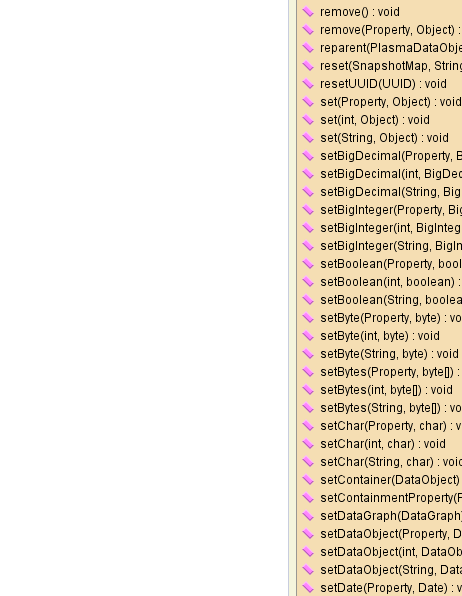 remove() : void
remove(Property, Object) :
reparent(PlasmaDataObje
reset(SnapshotMap, String
resetUUID(UUID) : void
set(Property, Object) : void
set(int, Object) : void
set(String, Object) : void
setBigDecimal(Property, B
setBigDecimal(int, BigDec
setBigDecimal(String, Big
setBigInteger(Property, Big
setBigInteger(int, BigInteg
setBigInteger(String, BigIn
setBoolean(Property, bool
setBoolean(int, boolean) :
setBoolean(String, boolea
setByte(Property, byte) : vo
setByte(int, byte) : void
setByte(String, byte) : void
setBytes(Property, byte[]) :
setBytes(int, byte[]) : void
setBytes(String, byte[]) : vo
setChar(Property, char) : v
setChar(int, char) : void
setChar(String, char) : void
setContainer(DataObject)
setContainmentProperty(P
setDataGraph(DataGraph)
setDataObject(Property, D
setDataObject(int, DataOb
setDataObject(String, Data
setDate(Property, Date) : v